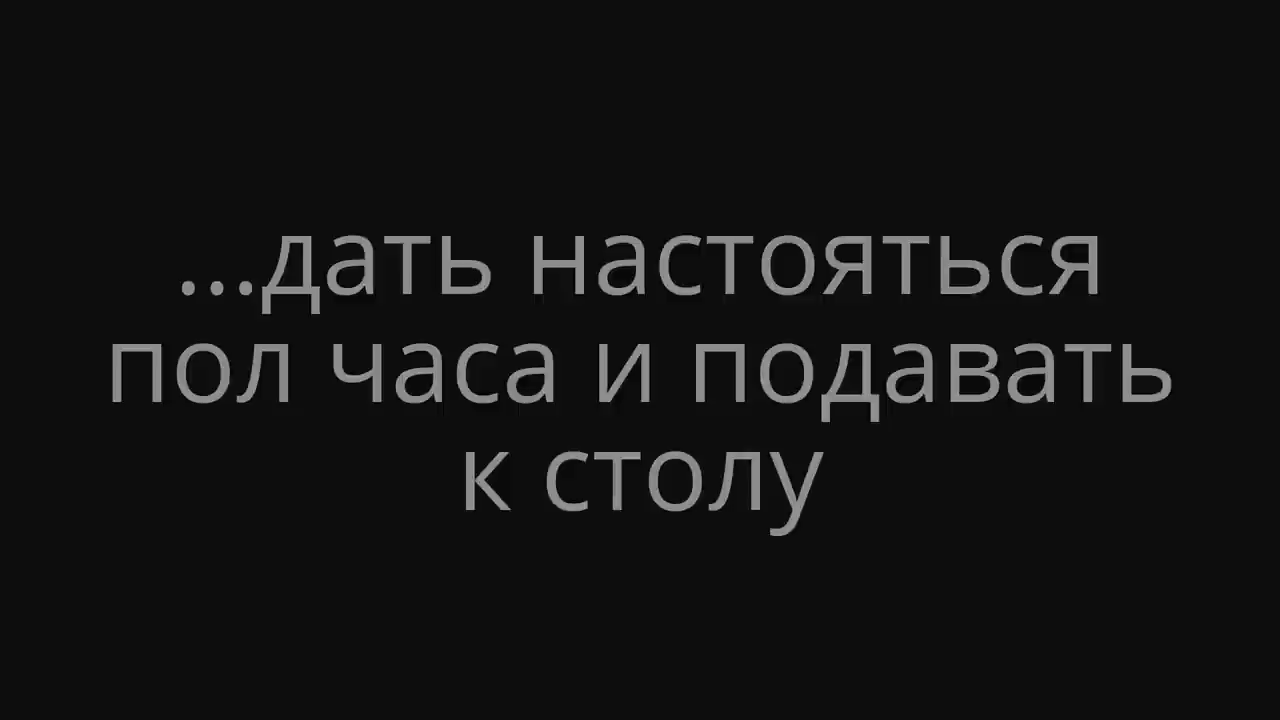 ...дать настояться
пол часа и подавать
к столу